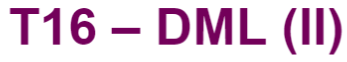 T16 – DML (II)